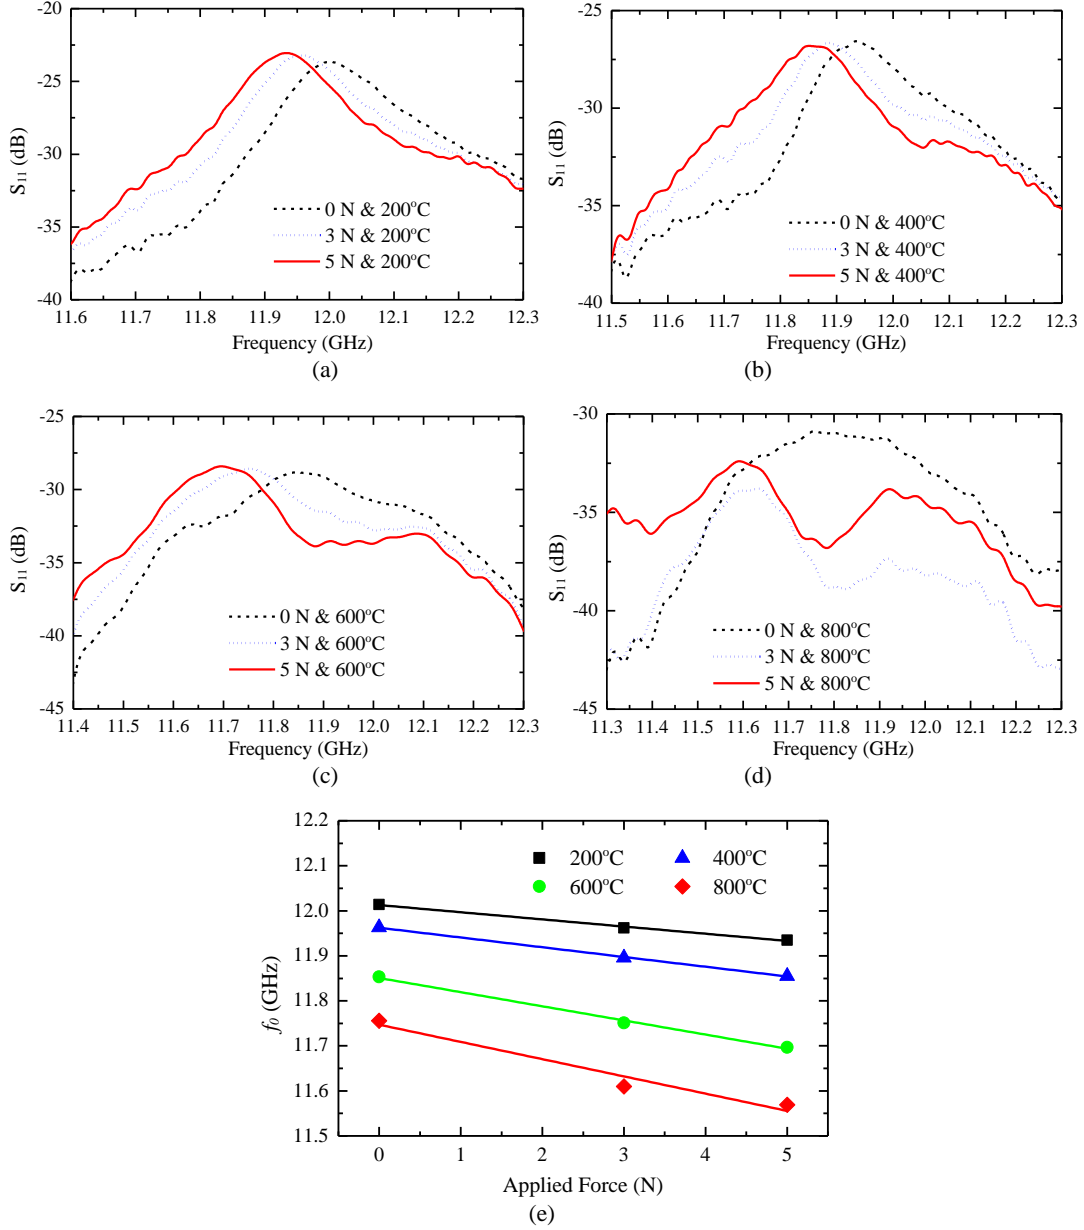 -20
-25
-30
-35
-40
S11 (dB)
0 N & 200°C
3 N & 200°C
5 N & 200°C
11.6 11.7 11.8 11.9 12.0 12.1 12.2 12.3
Frequency (GHz)
(a)
-25
-30
-35
-40
S11 (dB)
0 N & 400°C
3 N & 400°C
5 N & 400°C
11.5 11.6 11.7 11.8 11.9 12.0 12.1 12.2 12.3
Frequency (GHz)
(b)
-25
-30
-35
-40
-45
S11 (dB)
0 N & 600°C
3 N & 600°C
5 N & 600°C
11.4 11.5 11.6 11.7 11.8 11.9 12.0 12.1 12.2 12.3
Frequency (GHz)
(c)
-30
-35
-40
-45
S11 (dB)
0 N & 800°C
3 N & 800°C
5 N & 800°C
11.3 11.4 11.5 11.6 11.7 11.8 11.9 12.0 12.1 12.2 12.3
Frequency (GHz)
(d)
12.2
12.1
12.0
11.9
11.8
11.7
11.6
11.5
f0 (GHz)
200°C 400°C
600°C 800°C
0 1 2 3 4 5
Applied Force (N)
(e)